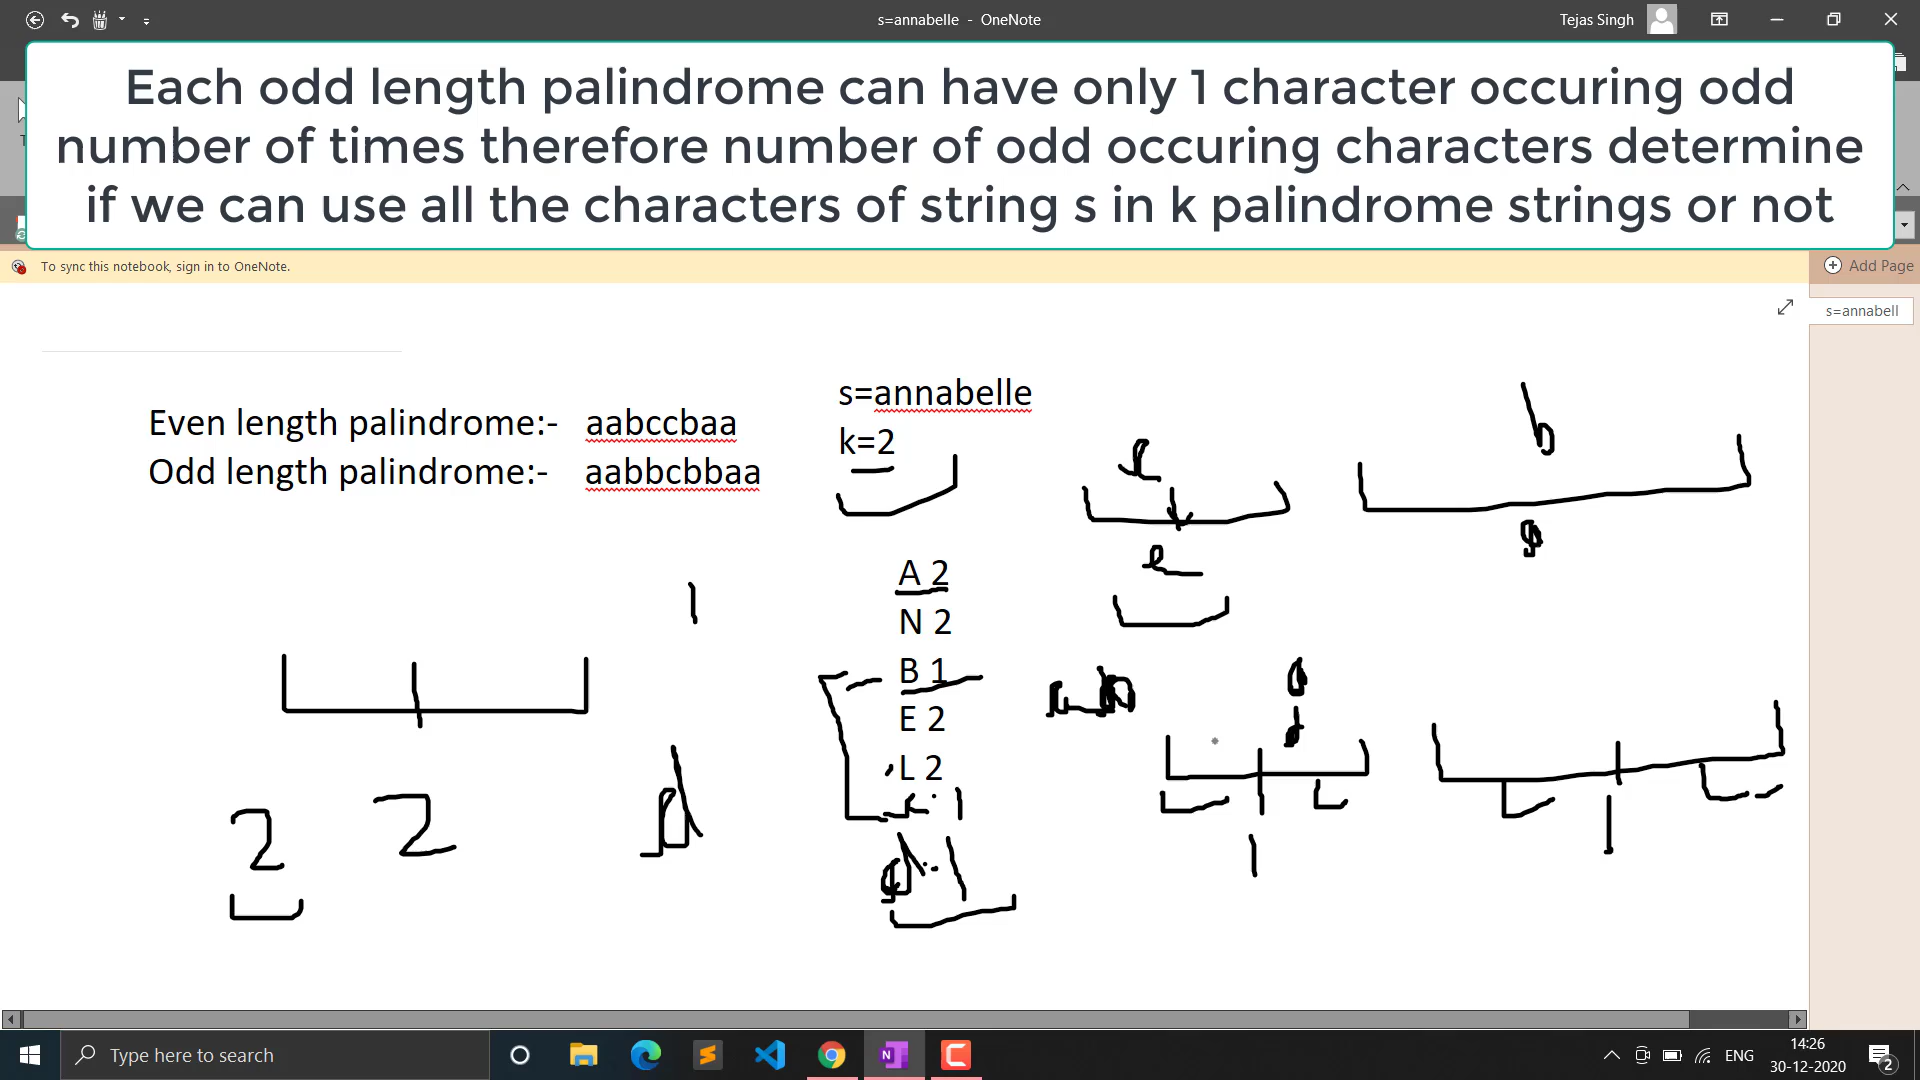 s=annabelle - OneNote
Tejas Singh
Each odd length palindrome can have only 1 character occuring odd
number of times therefore number of odd occuring characters determine
if we can use all the characters of string s in k palindrome strings or not
To sync this notebook, sign in to OneNote.
Add Page
s=annabell
s=annabelle
k=2
Even length palindrome:- aabccbaa
Odd length palindrome:- aabbcbbaa
b
e
A 2
N 2
B 1
E 2
L 2
1
2 2
1
1
Type here to search
N
ENG
14:26
30-12-2020
2